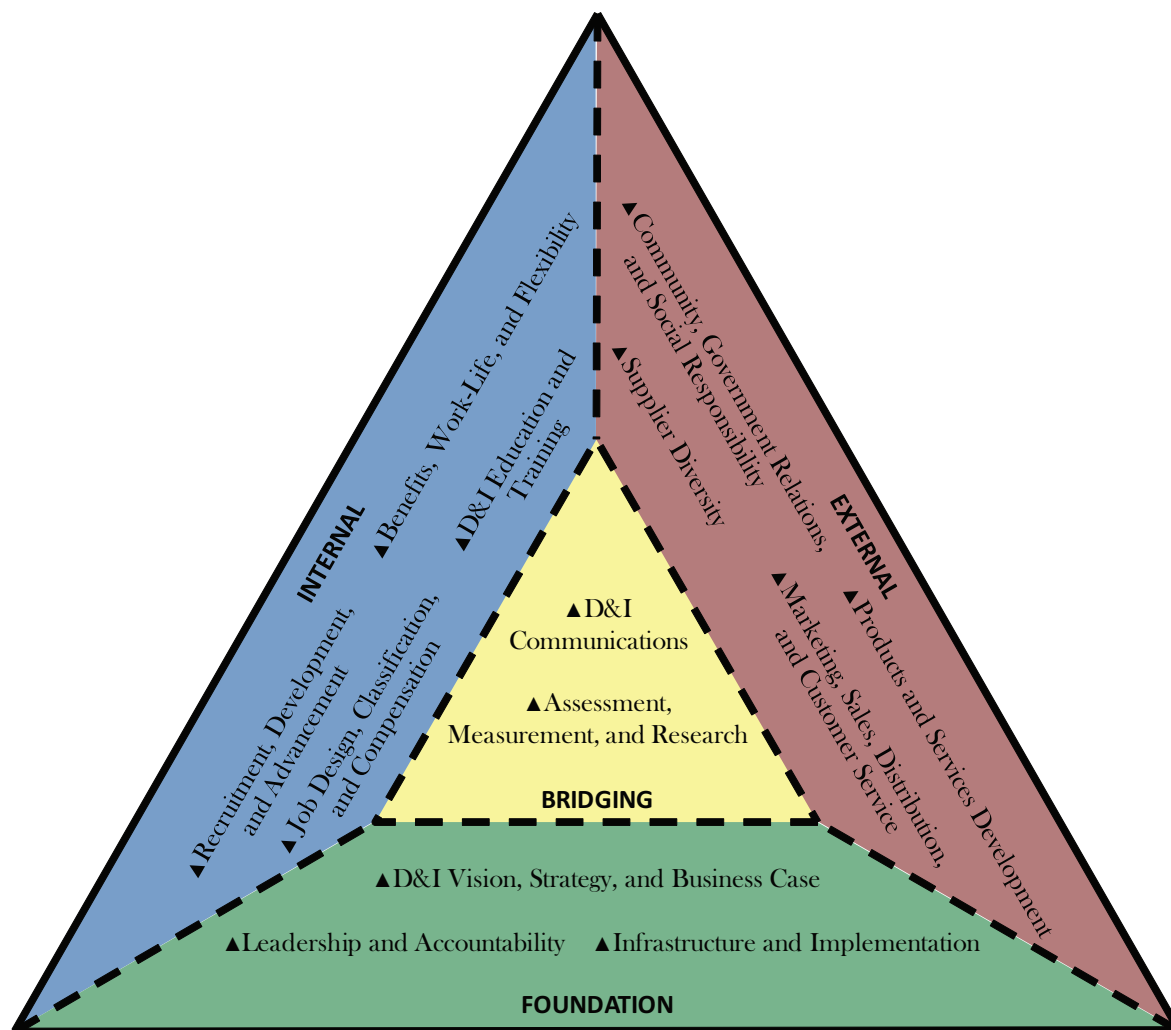 INTERNAL
▲Benefits, Work-Life, and Flexibility
▲D&I Education and
Training
▲Recruitment, Development,
and Advancement
▲Job Design, Classification,
and Compensation
EXTERNAL
▲Community, Government Relations,
and Social Responsibility
▲Supplier Diversity
▲Products and Services Development
▲Marketing, Sales, Distribution,
and Customer Service
▲D&I
Communications
▲Assessment,
Measurement, and Research
BRIDGING
▲D&I Vision, Strategy, and Business Case
▲Leadership and Accountability ▲Infrastructure and Implementation
FOUNDATION